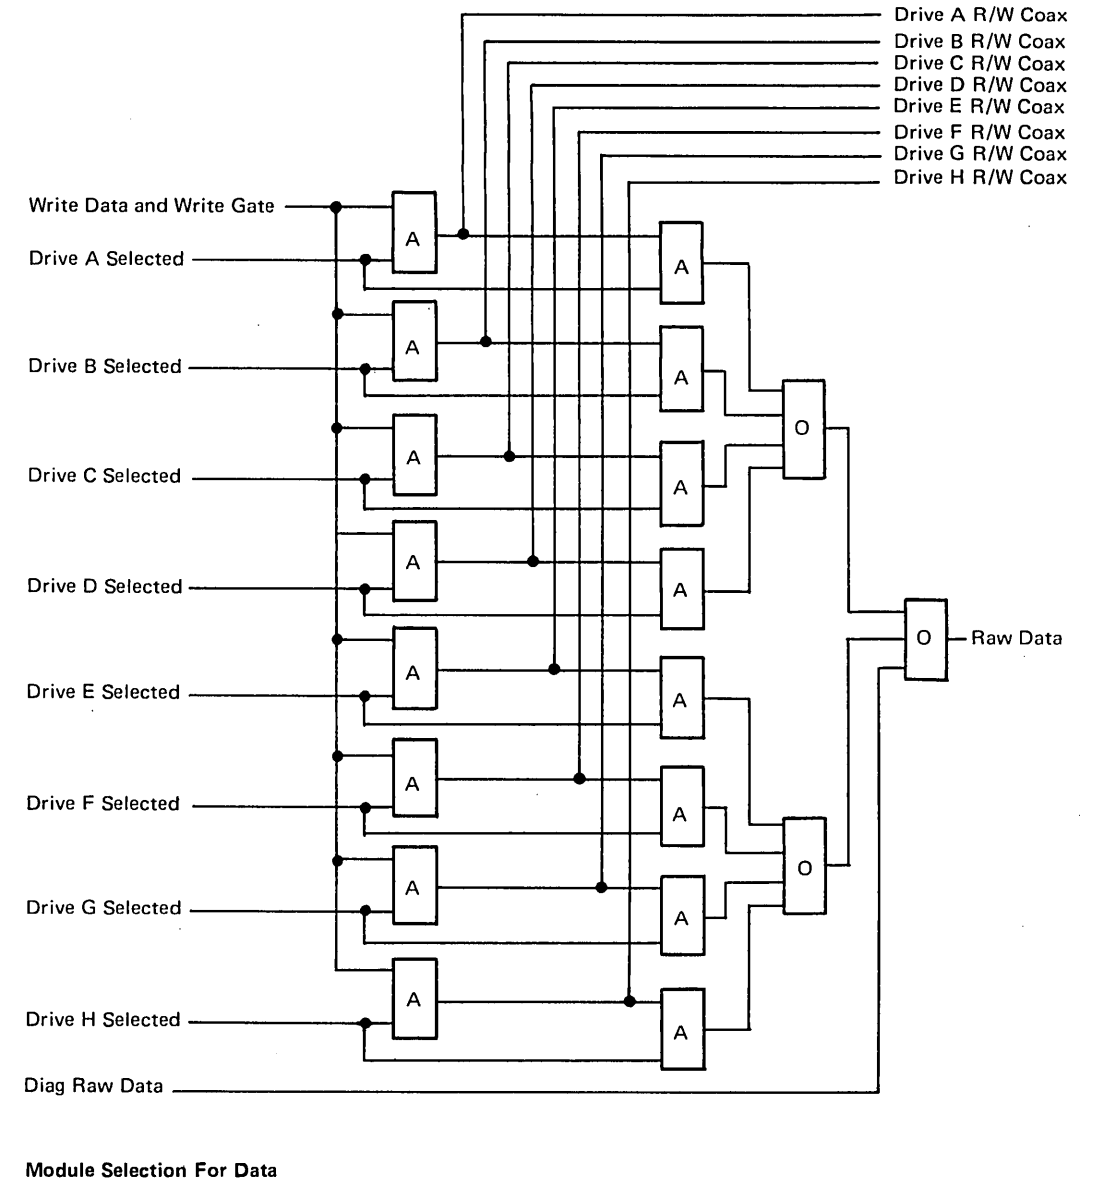 Drive A R/W Coax
Drive B R/W Coax
Drive C R/W Coax
Drive D R/W Coax
Drive E R/W Coax
Drive F R/W Coax
Drive G R/W Coax
Drive H R/W Coax
Write Data and Write Gate
A
Drive A Selected
A
A
Drive B Selected
A
O
A
Drive C Selected
A
A
Drive D Selected
A
O
Raw Data
A
Drive E Selected
A
A
Drive F Selected
A
O
A
Drive G Selected
A
A
Drive H Selected
A
Diag Raw Data
Module Selection For Data